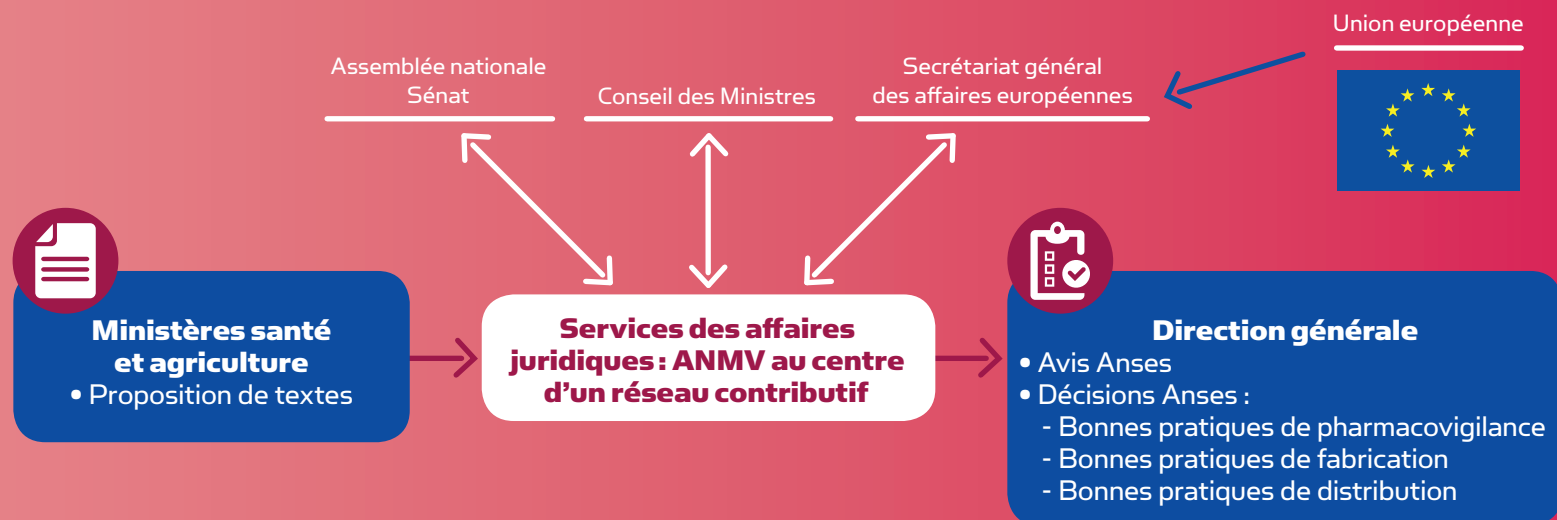 Union européenne
Assemblée nationale
Sénat
Conseil des Ministres
Secrétariat général
des affaires européennes
Ministères santé
et agriculture
• Proposition de textes
Services des affaires
juridiques : ANMV au centre
d'un réseau contributif
Direction générale
• Avis Anses
• Décisions Anses :
- Bonnes pratiques de pharmacovigilance
- Bonnes pratiques de fabrication
- Bonnes pratiques de distribution